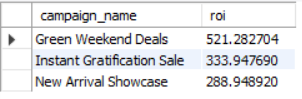 campaign_name roi
Green Weekend Deals 521.282704
Instant Gratification Sale 333.947690
New Arrival Showcase 288.948920